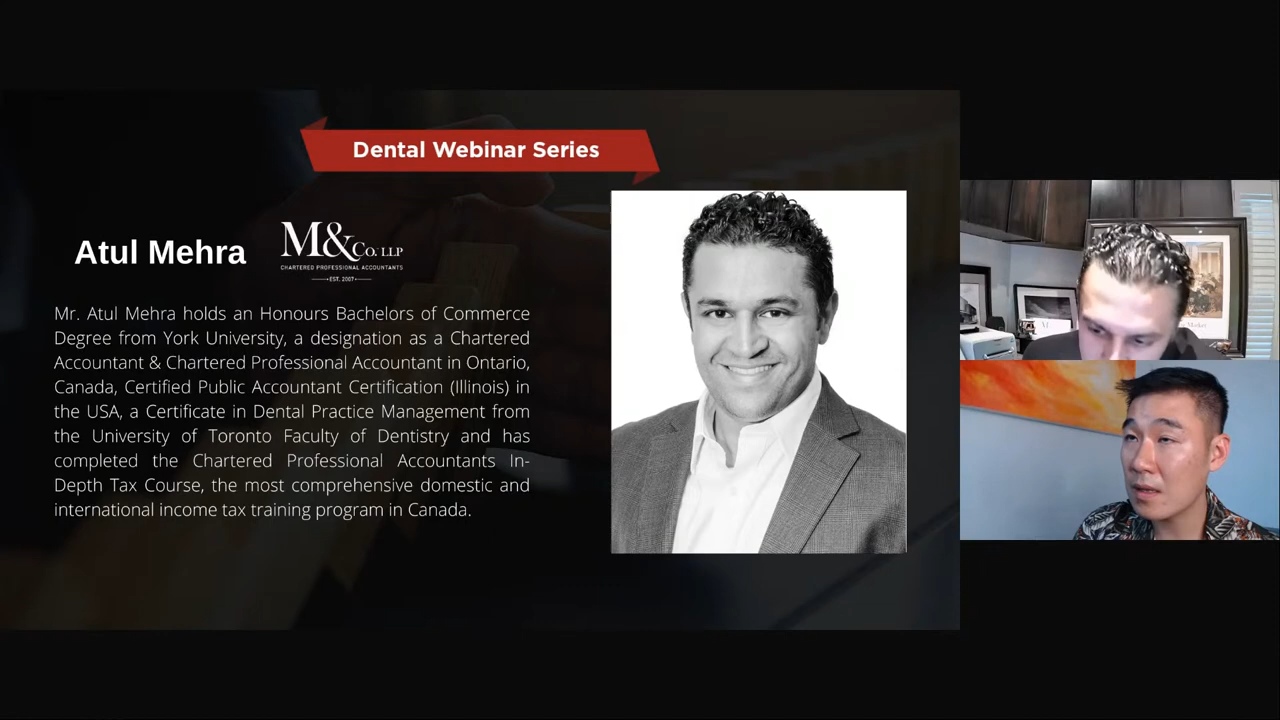 Dental Webinar Series
Atul Mehra
M&Co. LLP
CHARTERED PROFESSIONAL ACCOUNTANTS
EST. 2007
Mr. Atul Mehra holds an Honours Bachelors of Commerce
Degree from York University, a designation as a Chartered
Accountant & Chartered Professional Accountant in Ontario,
Canada, Certified Public Accountant Certification (Illinois) in
the USA, a Certificate in Dental Practice Management from
the University of Toronto Faculty of Dentistry and has
completed the Chartered Professional Accountants In-
Depth Tax Course, the most comprehensive domestic and
international income tax training program in Canada.